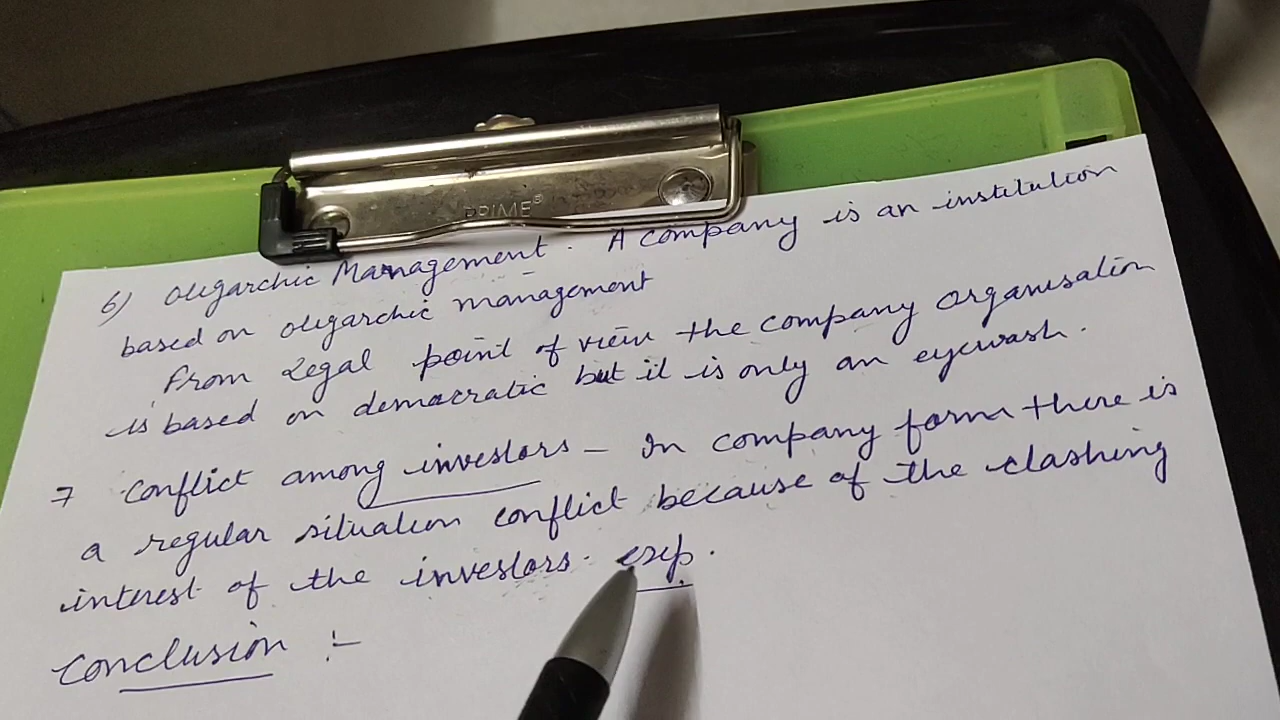 PRIME®
6) Oligarchic Management. A company is an institution
based on oligarchic management
From Legal point of view the company organisation
is based on democratic but it is only an eyewash.
7 Conflict among investors - In company form there is
a regular situation conflict because of the clashing
interest of the investors. exp.
Conclusion :-